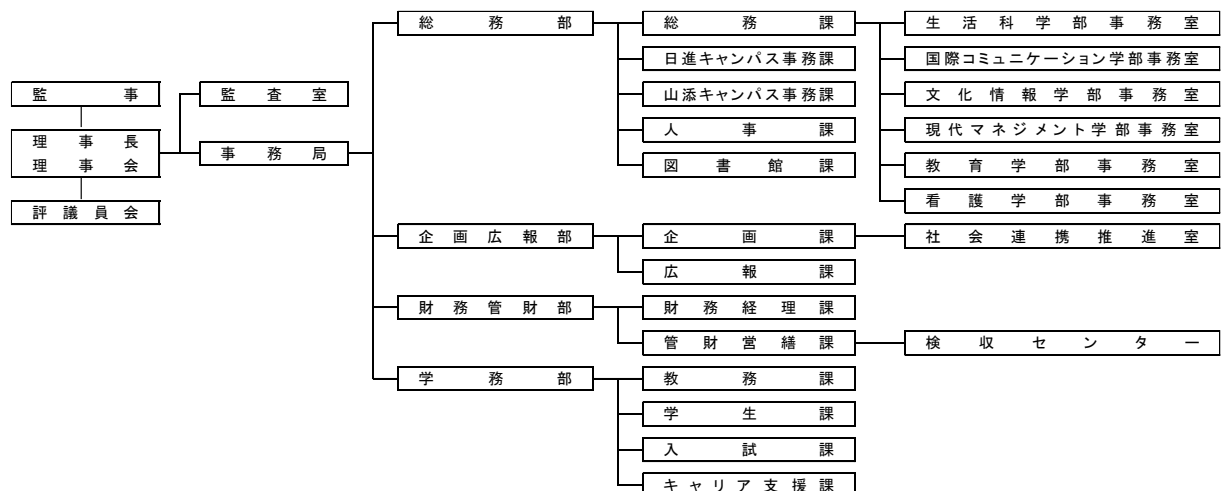 監事
理事長
理事会
評議員会
監査室
事務局
総務部
総務課
生活科学部事務室
国際コミュニケーション学部事務室
文化情報学部事務室
現代マネジメント学部事務室
教育学部事務室
看護学部事務室
日進キャンパス事務課
山添キャンパス事務課
人事課
図書館課
企画広報部
企画課
社会連携推進室
広報課
財務管財部
財務経理課
管財営繕課
検収センター
学務部
教務課
学生課
入試課
キャリア支援課